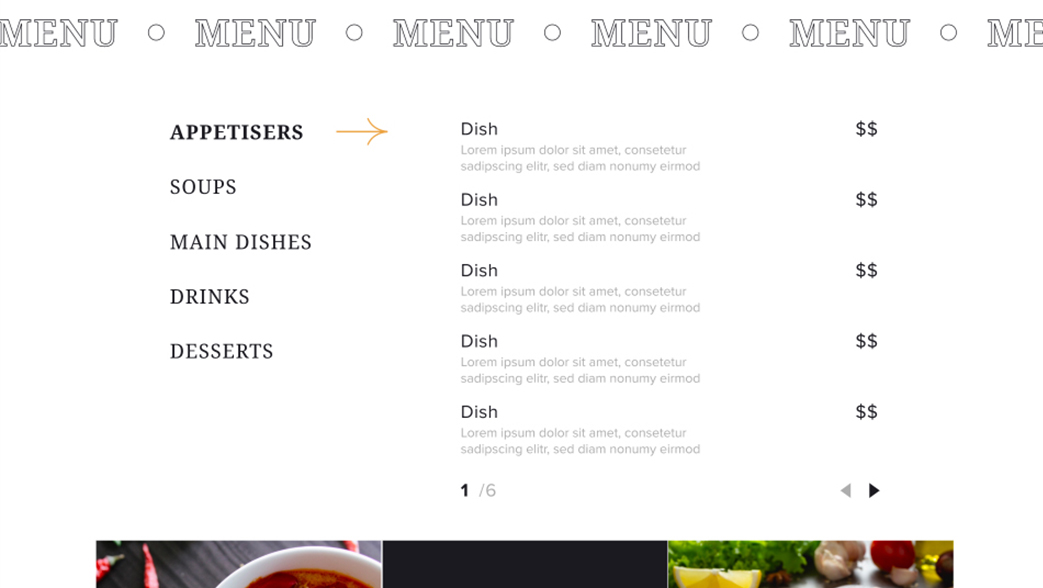 MENU ○ MENU ○ MENU ○ MENU ○ MENU ○ ME
APPETISERS
SOUPS
MAIN DISHES
DRINKS
DESSERTS
Dish $$
Lorem ipsum dolor sit amet, consetetur
sadipscing elitr, sed diam nonumy eirmod
Dish $$
Lorem ipsum dolor sit amet, consetetur
sadipscing elitr, sed diam nonumy eirmod
Dish $$
Lorem ipsum dolor sit amet, consetetur
sadipscing elitr, sed diam nonumy eirmod
Dish $$
Lorem ipsum dolor sit amet, consetetur
sadipscing elitr, sed diam nonumy eirmod
Dish $$
Lorem ipsum dolor sit amet, consetetur
sadipscing elitr, sed diam nonumy eirmod
1 /6